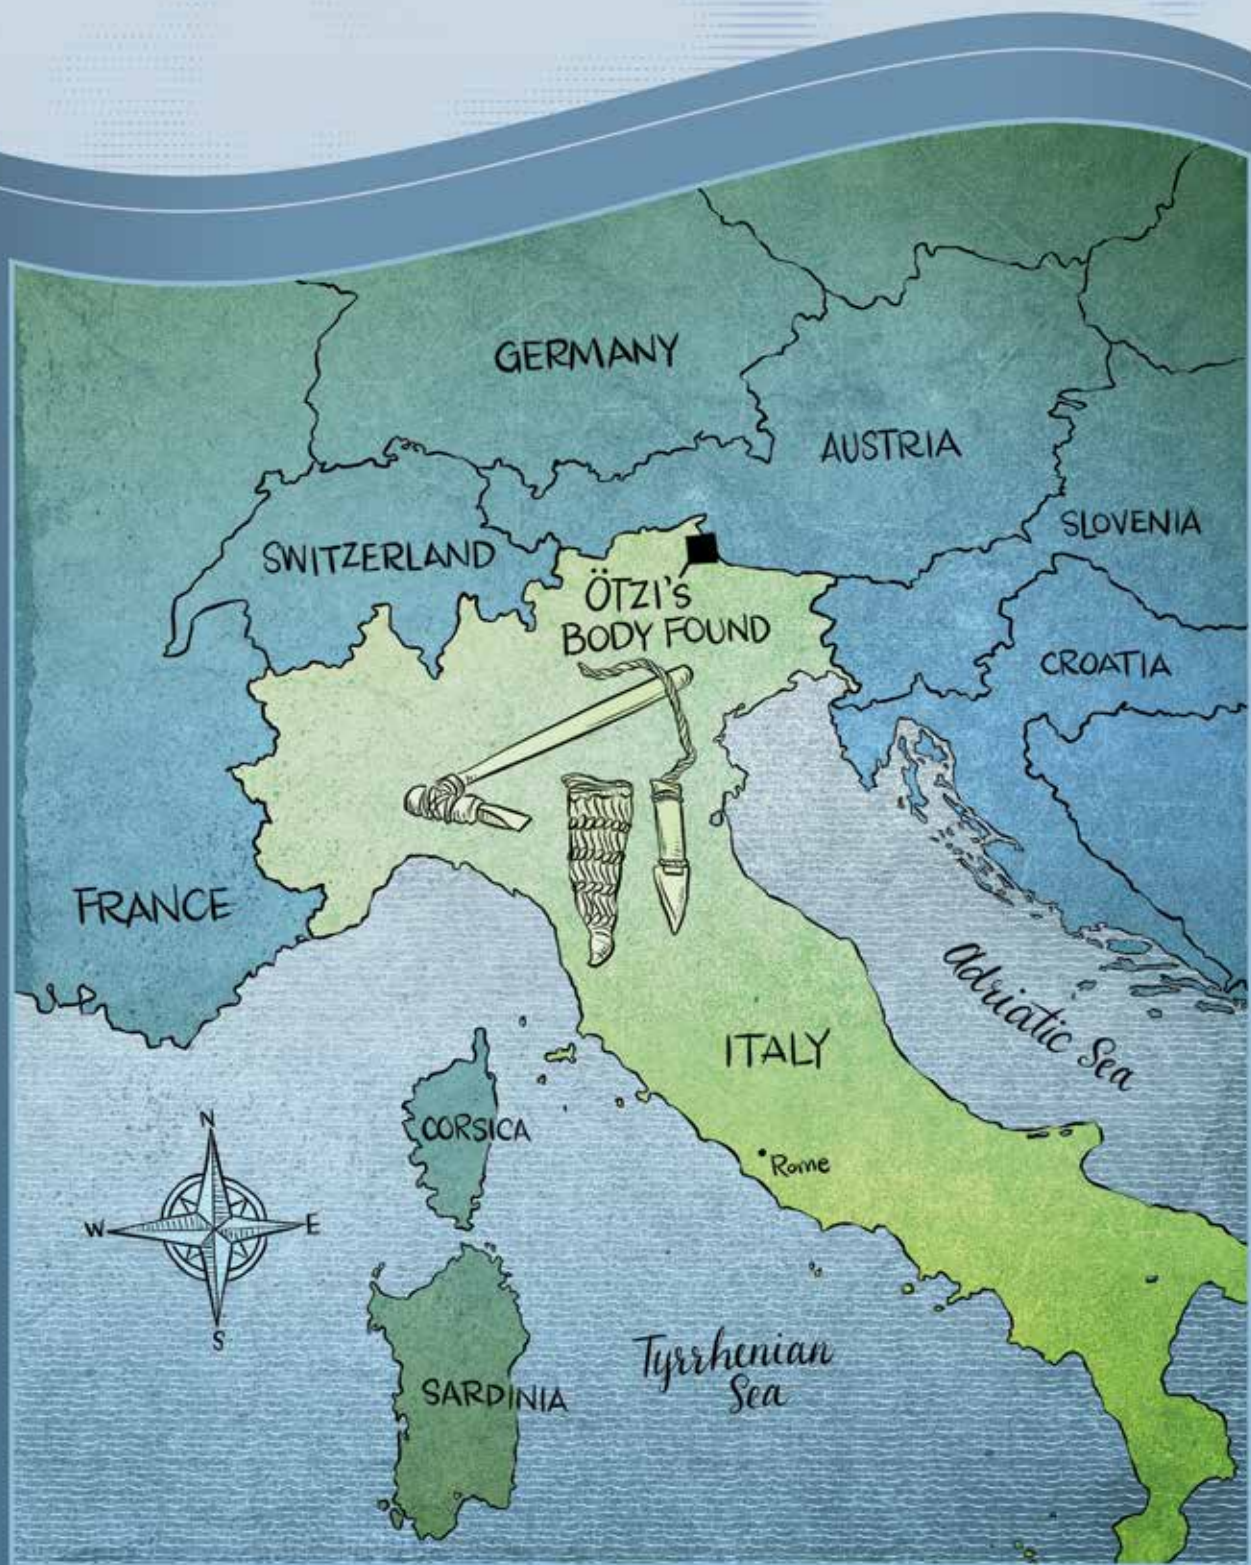 GERMANY
AUSTRIA
SLOVENIA
SWITZERLAND
ÖTZI's
BODY FOUND
CROATIA
FRANCE
Adriatic Sea
ITALY
CORSICA
Rome
N
W
E
S
Tyrrhenian
Sea
SARDINIA